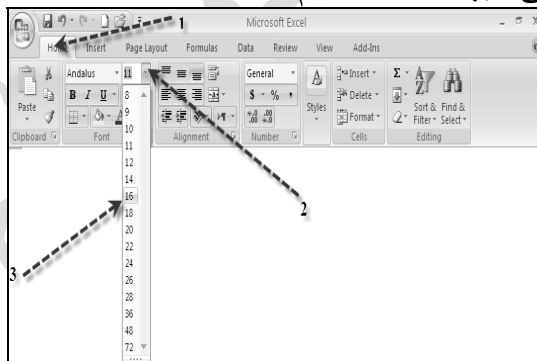 Microsoft Excel
1
Home Insert Page Layout Formulas Data Review View Add-Ins
Paste
Clipboard
Andalus 11
B I U
Font
8
9
10
11
12
14
16
18
20
22
24
26
28
36
48
72
Alignment
General
$ % ,
Number
Styles
Insert
Delete
Format
Cells
Σ
Sort & Filter
Find & Select
Editing
2
3